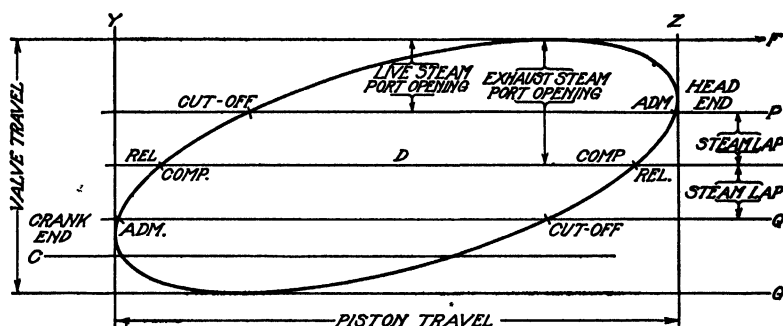 Y
Z
F
VALVE TRAVEL
LIVE STEAM
PORT OPENING
EXHAUST STEAM
PORT OPENING
HEAD
END
CUT-OFF
ADM.
P
STEAM LAP
REL.
COMP.
D
COMP.
REL.
STEAM LAP
CRANK
END
ADM.
CUT-OFF
G
C
G
PISTON TRAVEL